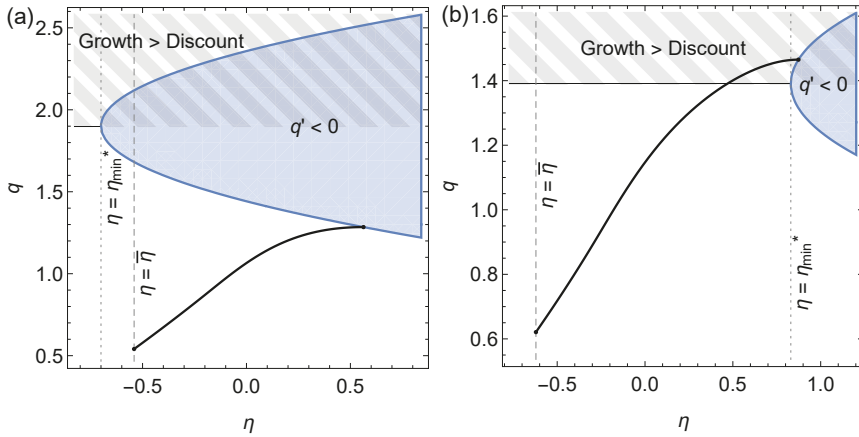 (a)
Growth > Discount
q' < 0
η = η*min
η = η̅
q
2.5
2.0
1.5
1.0
0.5
−0.5
0.0
0.5
η
(b)
Growth > Discount
q' < 0
η = η̅
η = η*min
q
1.6
1.4
1.2
1.0
0.8
0.6
−0.5
0.0
0.5
1.0
η